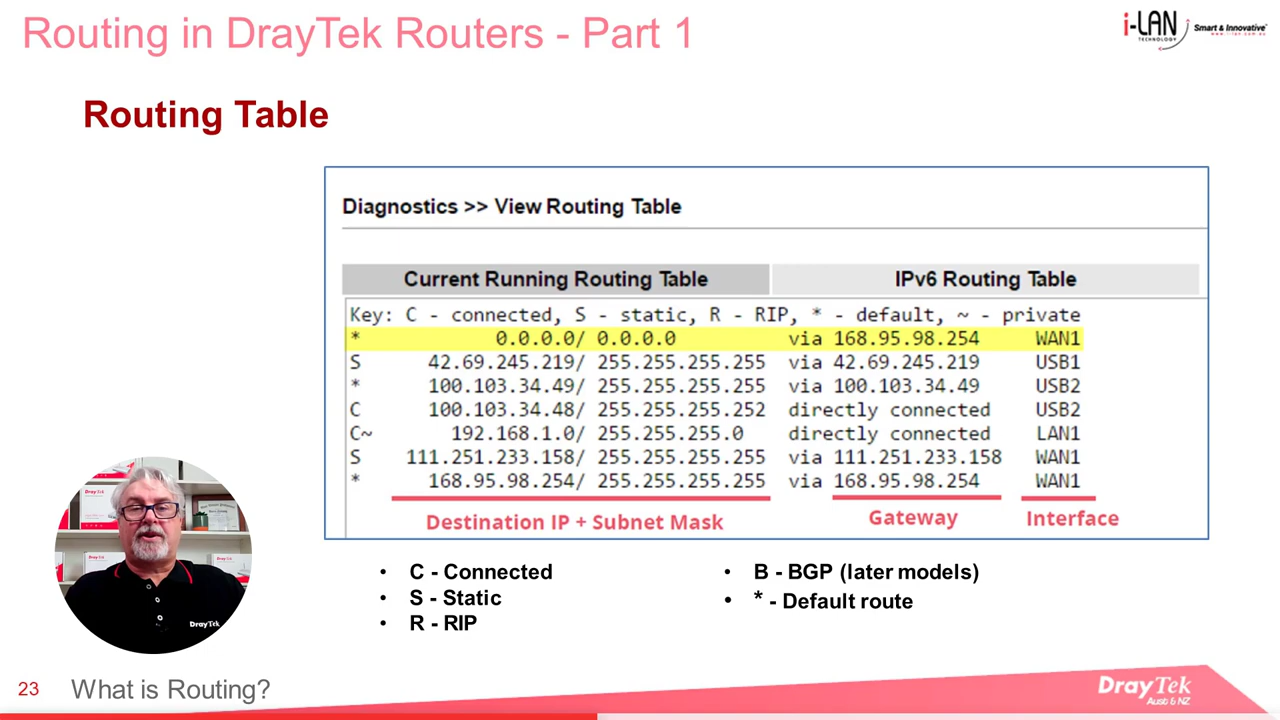 Routing in DrayTek Routers - Part 1
i-LAN
TECHNOLOGY
Smart & Innovative
Routing Table
Diagnostics >> View Routing Table
Current Running Routing Table IPv6 Routing Table
Key: C - connected, S - static, R - RIP, * - default, ~ - private
* 0.0.0.0/ 0.0.0.0 via 168.95.98.254 WAN1
S 42.69.245.219/ 255.255.255.255 via 42.69.245.219 USB1
* 100.103.34.49/ 255.255.255.255 via 100.103.34.49 USB2
C 100.103.34.48/ 255.255.255.252 directly connected USB2
C~ 192.168.1.0/ 255.255.255.0 directly connected LAN1
S 111.251.233.158/ 255.255.255.255 via 111.251.233.158 WAN1
* 168.95.98.254/ 255.255.255.255 via 168.95.98.254 WAN1
Destination IP + Subnet Mask Gateway Interface
• C - Connected
• S - Static
• R - RIP
• B - BGP (later models)
• * - Default route
DrayTek
23 What is Routing?
DrayTek
Aust & NZ